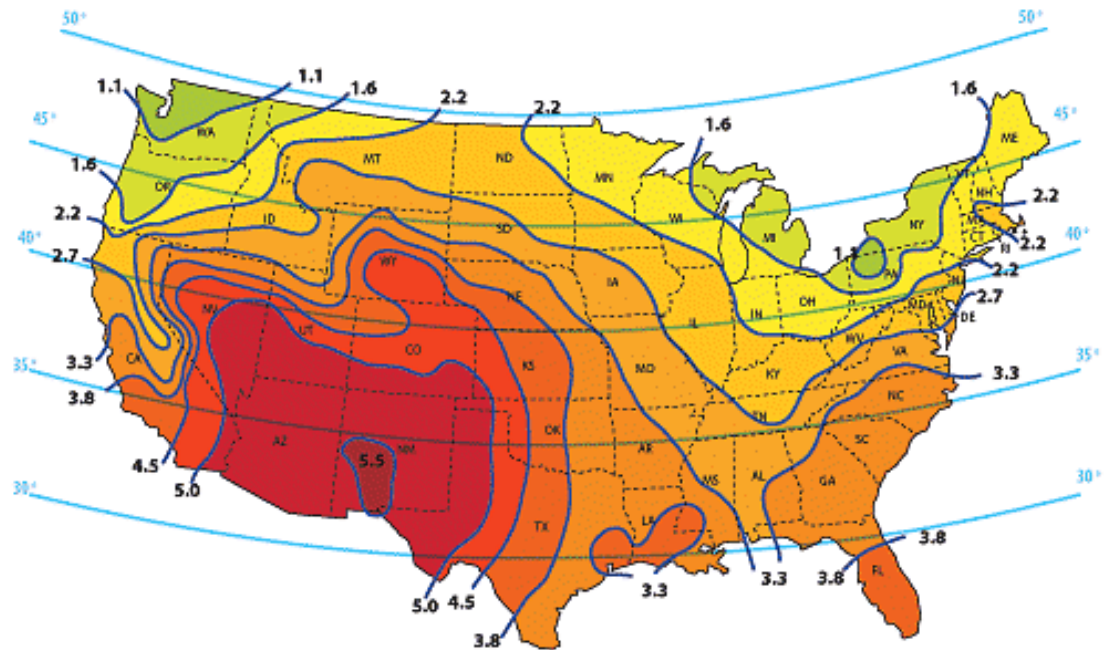 50°
50°
1.1
1.1
1.6
2.2
2.2
1.6
1.6
45°
45°
WA
MT
ND
MN
ME
VT
NH
1.6
OR
ID
SD
WI
MI
NY
2.2
CT
RI
2.2
2.2
40°
40°
2.7
WY
1.1
PA
NJ
2.2
NV
NE
IA
IL
IN
OH
MD
2.7
DE
UT
CO
KS
MO
WV
VA
KY
3.3
CA
35°
35°
3.3
3.8
TN
NC
OK
AZ
NM
AR
SC
5.5
4.5
5.0
MS
AL
GA
30°
30°
TX
LA
3.8
3.8
FL
3.3
3.3
5.0
4.5
3.8